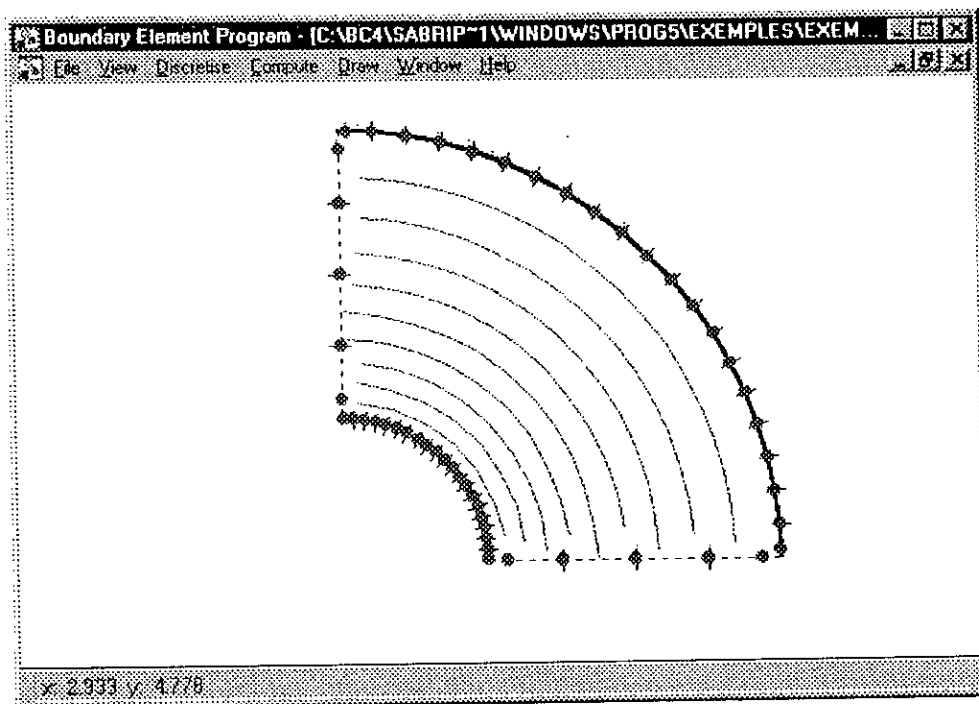 Boundary Element Program - [C:\BC4\SABRIP~1\WINDOWS\PROG5\EXEMPLES\EXEM...
File View Discretise Compute Draw Window Help
x: 2.933 y: 4.778